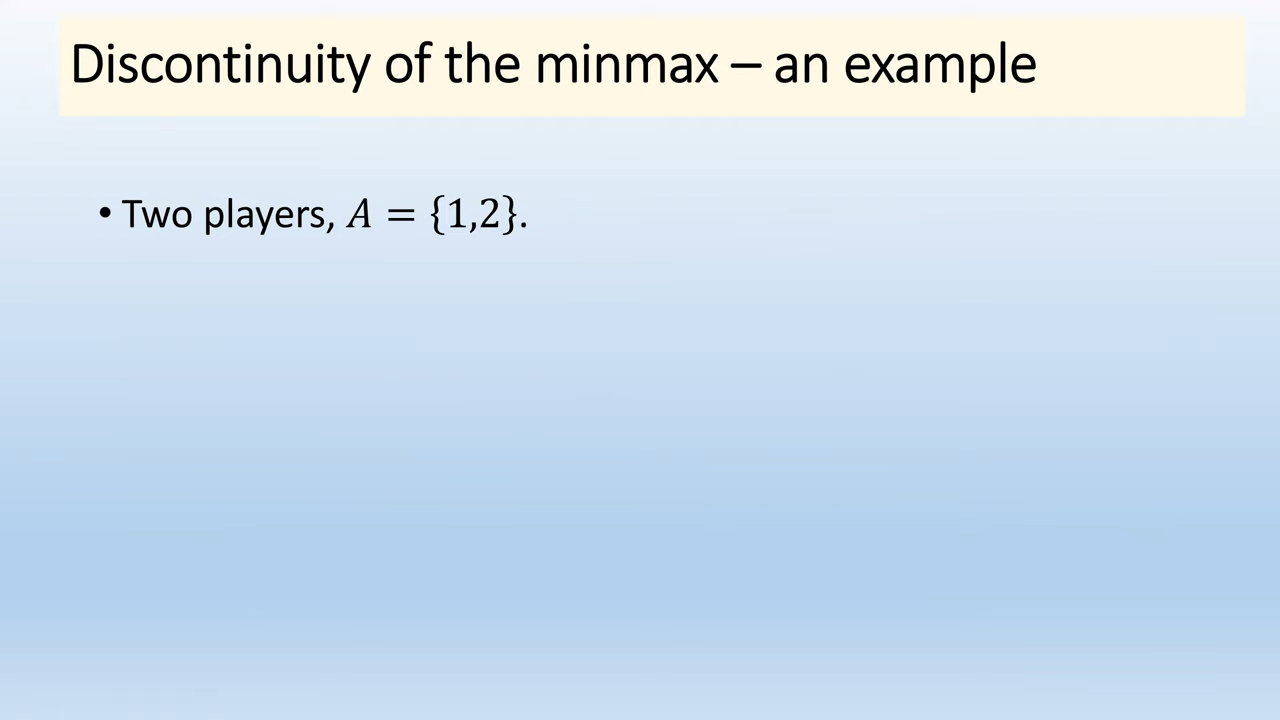 Discontinuity of the minmax – an example
• Two players, 𝐴 = {1,2}.